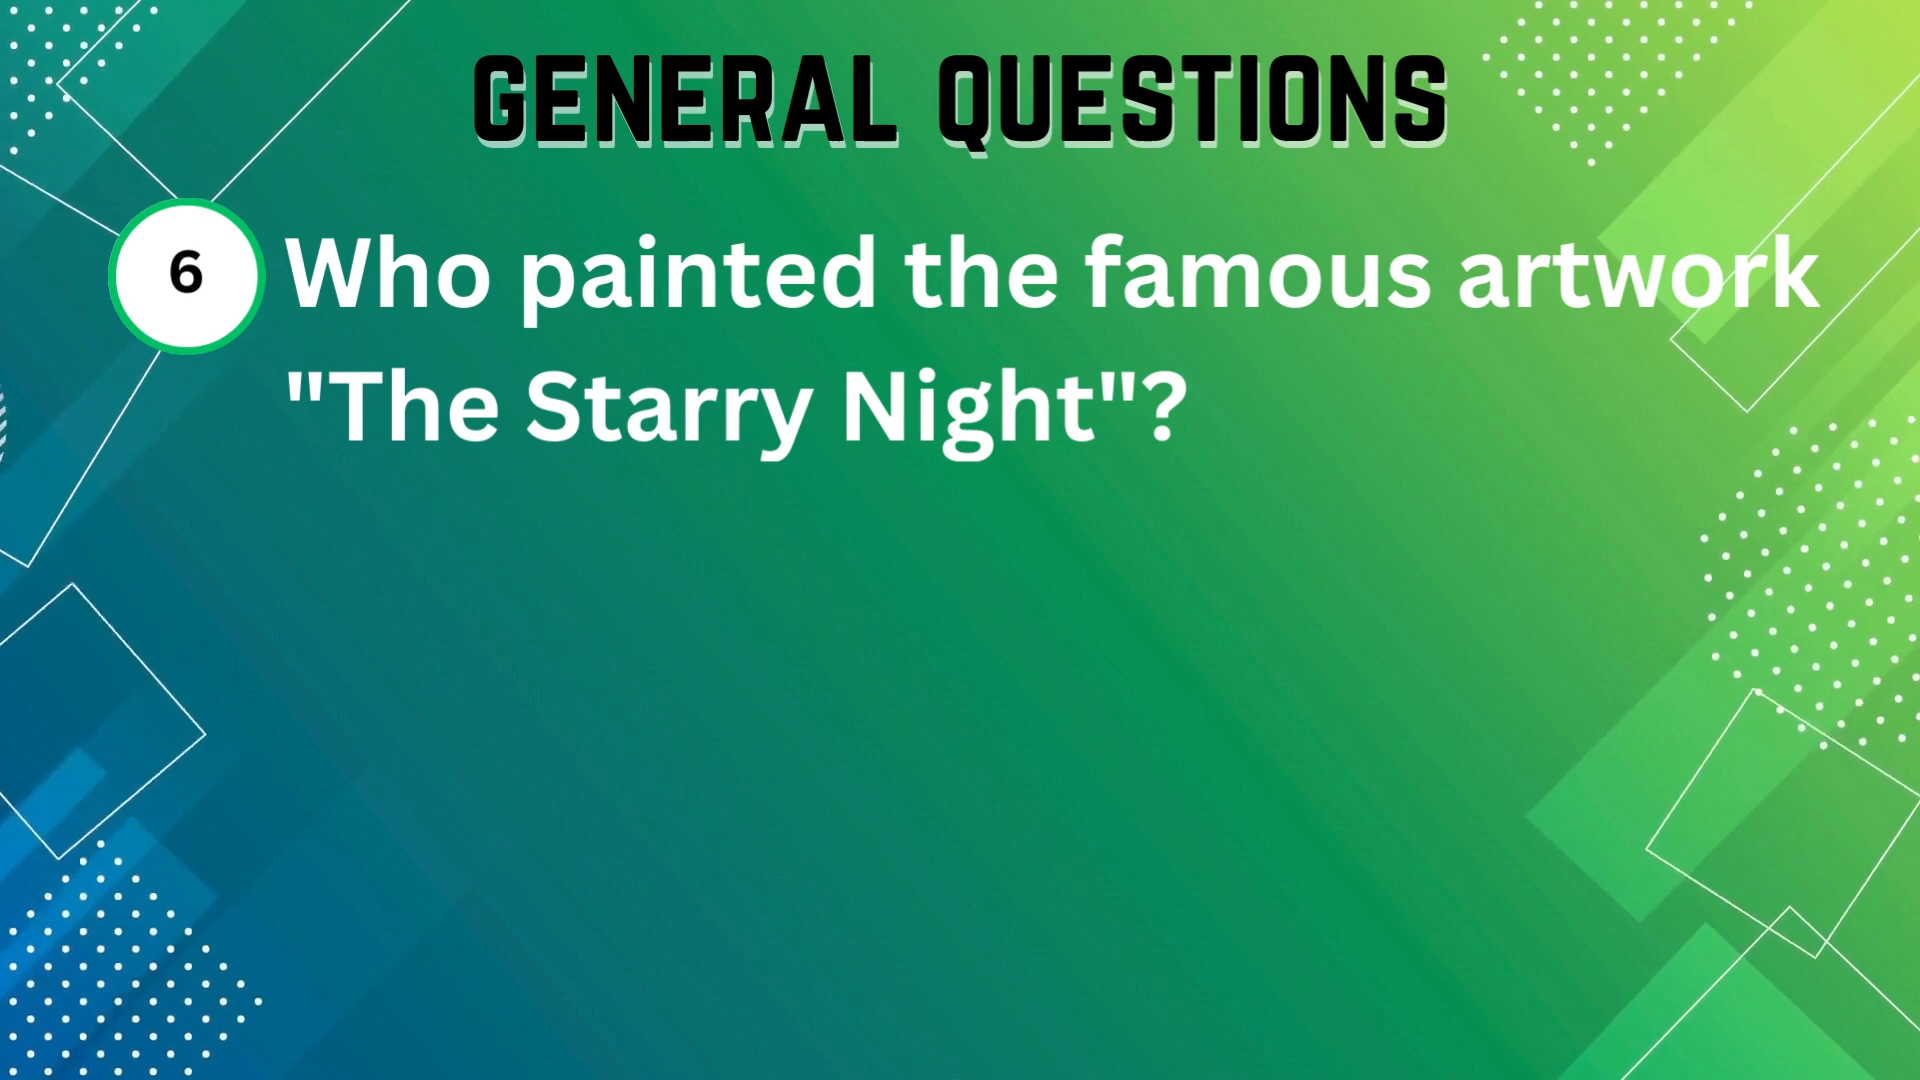 GENERAL QUESTIONS
6
Who painted the famous artwork
"The Starry Night"?